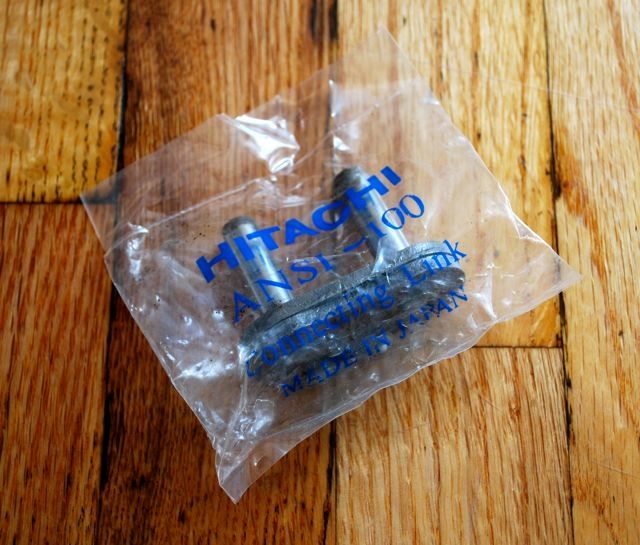 HITACHI
ANSI-100
Connecting Link
MADE IN JAPAN